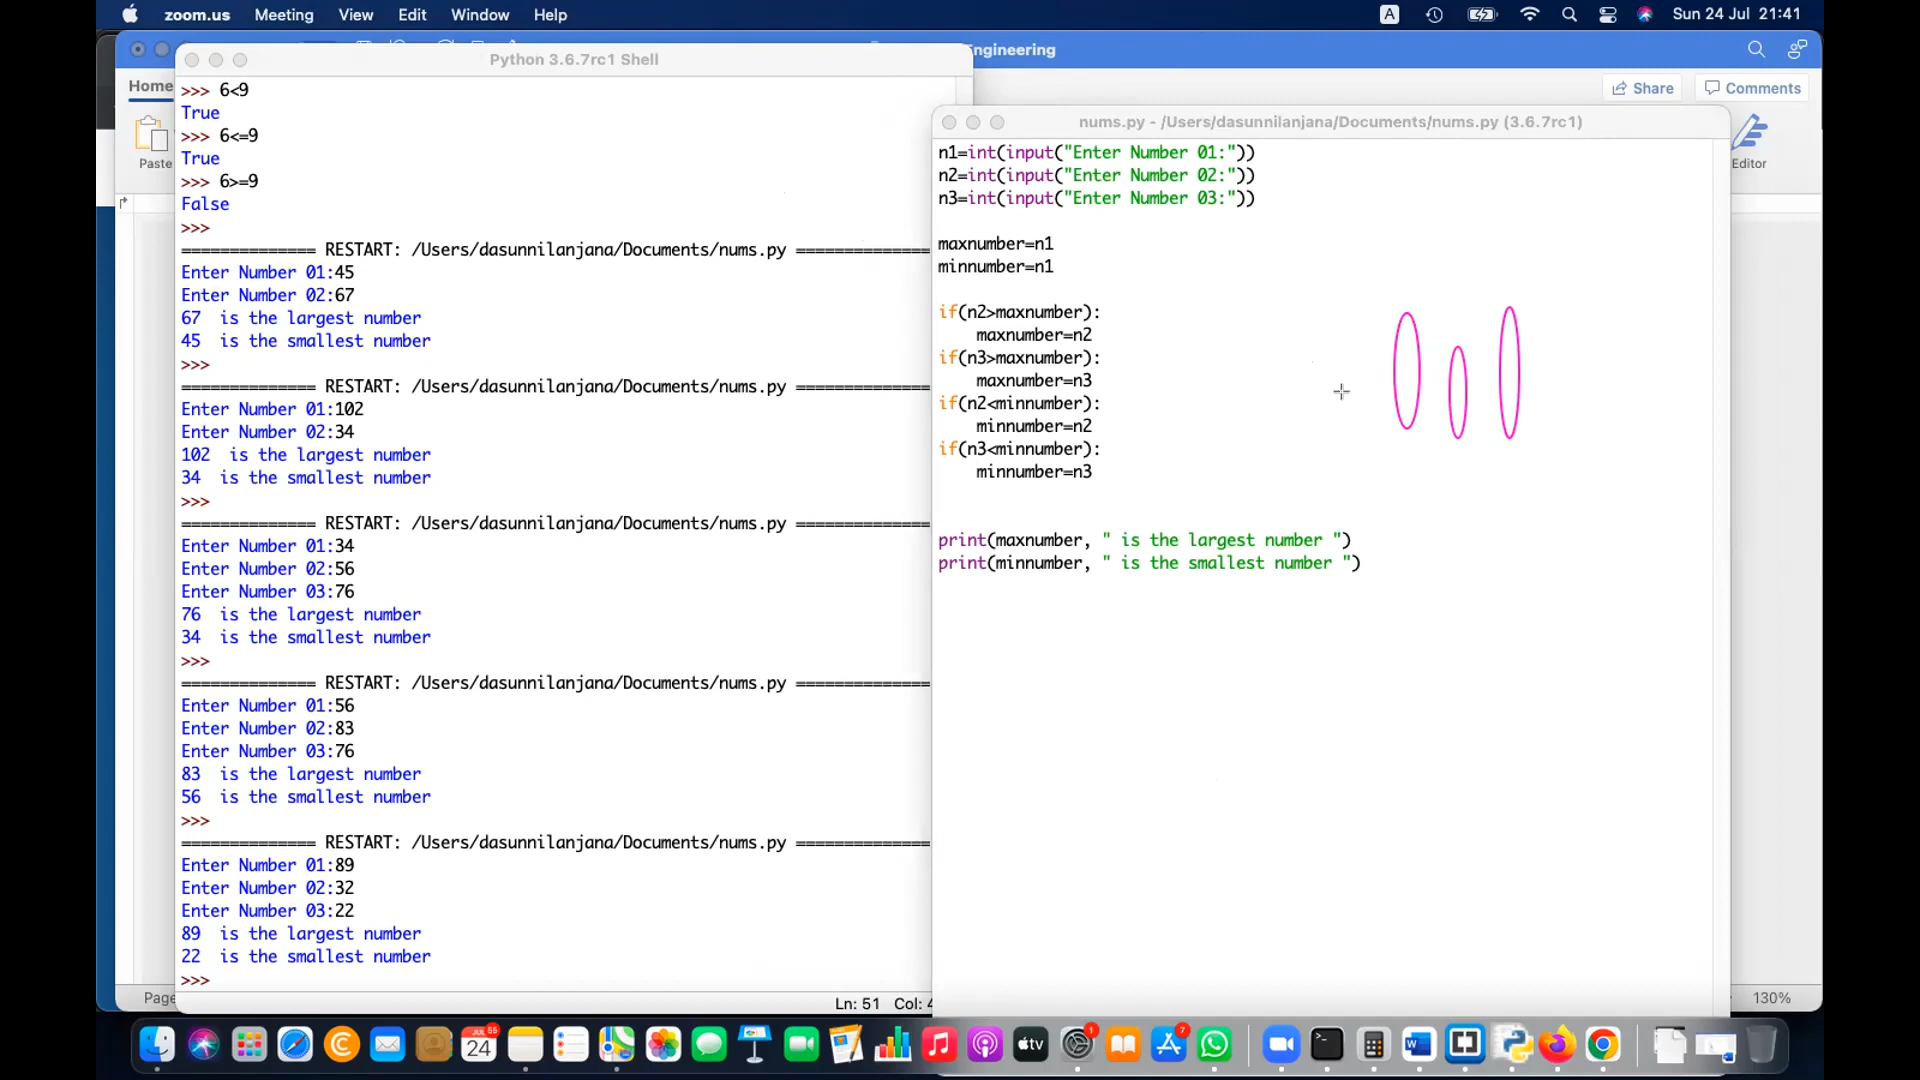 zoom.us Meeting View Edit Window Help
A
Sun 24 Jul 21:41
Python 3.6.7rc1 Shell
ngineering
Home
Share
Comments
Paste
Editor
>>> 6<9
True
>>> 6<=9
True
>>> 6>=9
False
>>>
============== RESTART: /Users/dasunnilanjana/Documents/nums.py ==============
Enter Number 01:45
Enter Number 02:67
67  is the largest number
45  is the smallest number
>>>
============== RESTART: /Users/dasunnilanjana/Documents/nums.py ==============
Enter Number 01:102
Enter Number 02:34
102  is the largest number
34  is the smallest number
>>>
============== RESTART: /Users/dasunnilanjana/Documents/nums.py ==============
Enter Number 01:34
Enter Number 02:56
Enter Number 03:76
76  is the largest number
34  is the smallest number
>>>
============== RESTART: /Users/dasunnilanjana/Documents/nums.py ==============
Enter Number 01:56
Enter Number 02:83
Enter Number 03:76
83  is the largest number
56  is the smallest number
>>>
============== RESTART: /Users/dasunnilanjana/Documents/nums.py ==============
Enter Number 01:89
Enter Number 02:32
Enter Number 03:22
89  is the largest number
22  is the smallest number
>>>
Ln: 51 Col: 4
nums.py - /Users/dasunnilanjana/Documents/nums.py (3.6.7rc1)
n1=int(input("Enter Number 01:"))
n2=int(input("Enter Number 02:"))
n3=int(input("Enter Number 03:"))
maxnumber=n1
minnumber=n1
if(n2>maxnumber):
    maxnumber=n2
if(n3>maxnumber):
    maxnumber=n3
if(n2<minnumber):
    minnumber=n2
if(n3<minnumber):
    minnumber=n3
print(maxnumber, " is the largest number ")
print(minnumber, " is the smallest number ")
Page
130%
JUL
55
24
tv
1
7